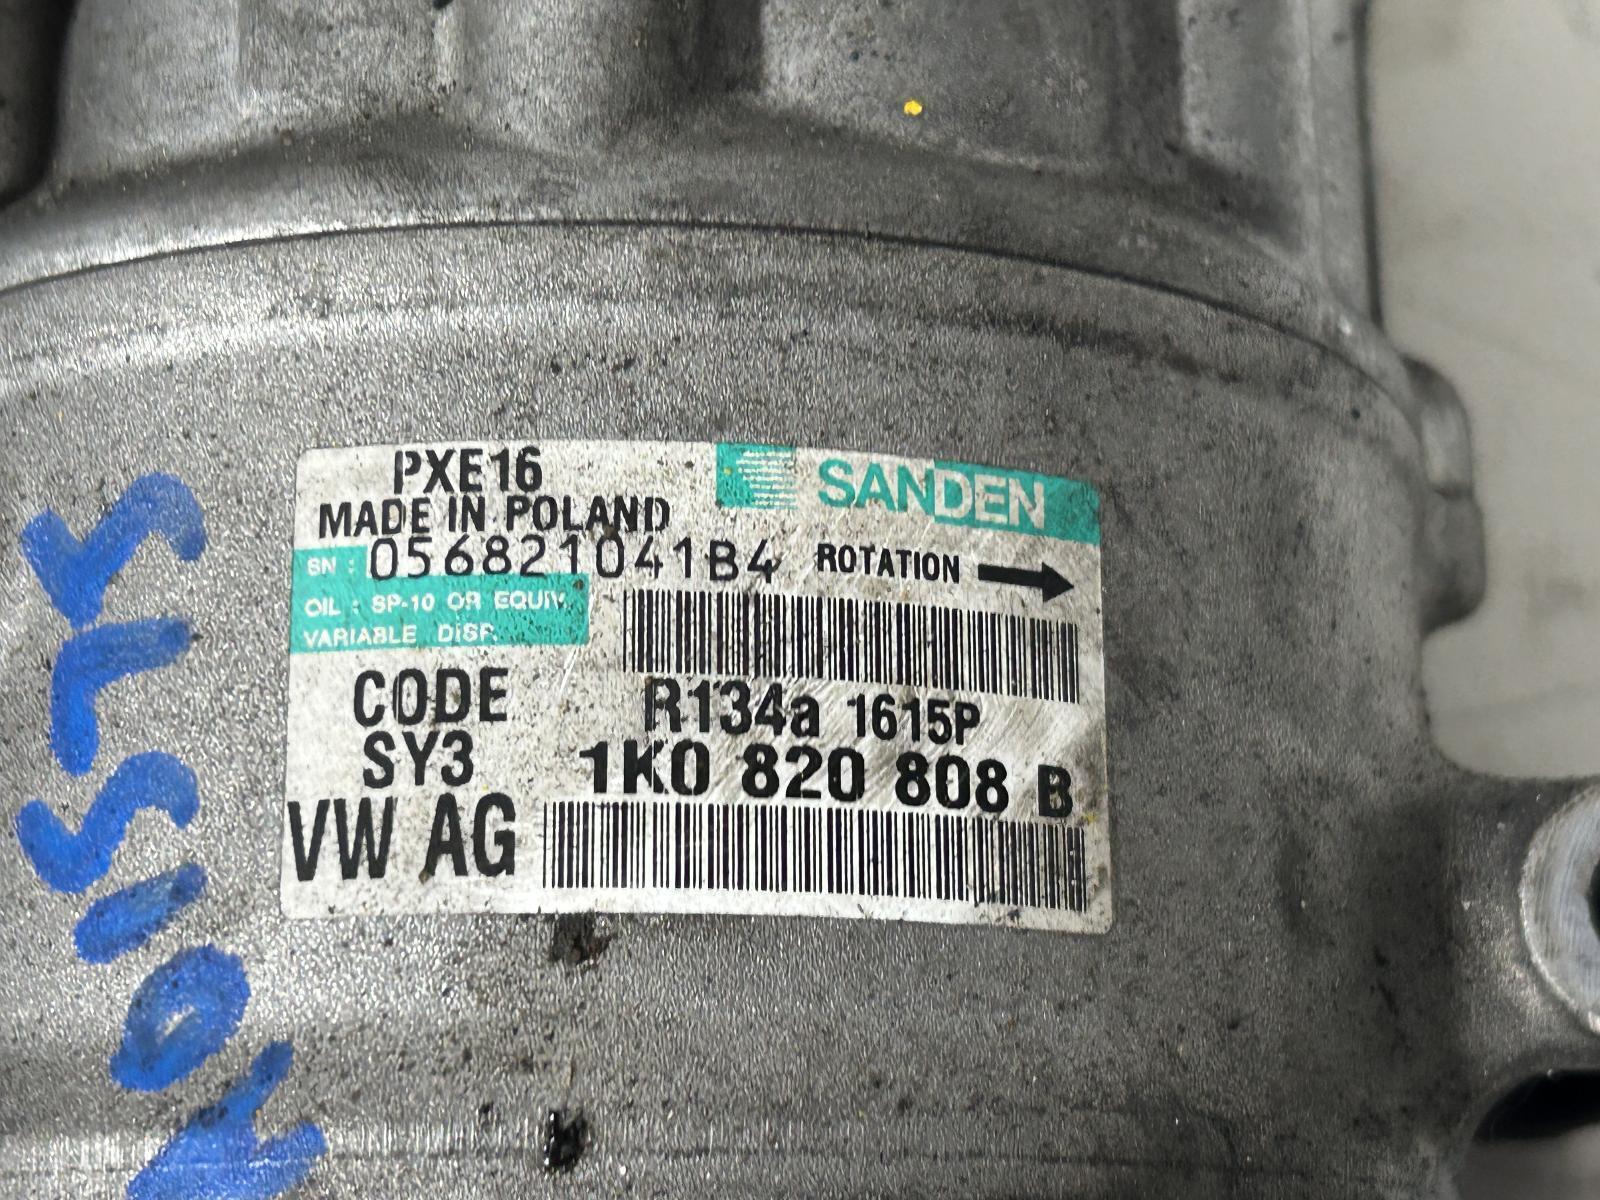 PXE16
SANDEN
MADE IN POLAND
SN : 056821041B4
ROTATION
OIL : SP-10 OR EQUIV.
VARIABLE DISP.
CODE
R134a 1615P
SY3
1K0 820 808 B
VW AG